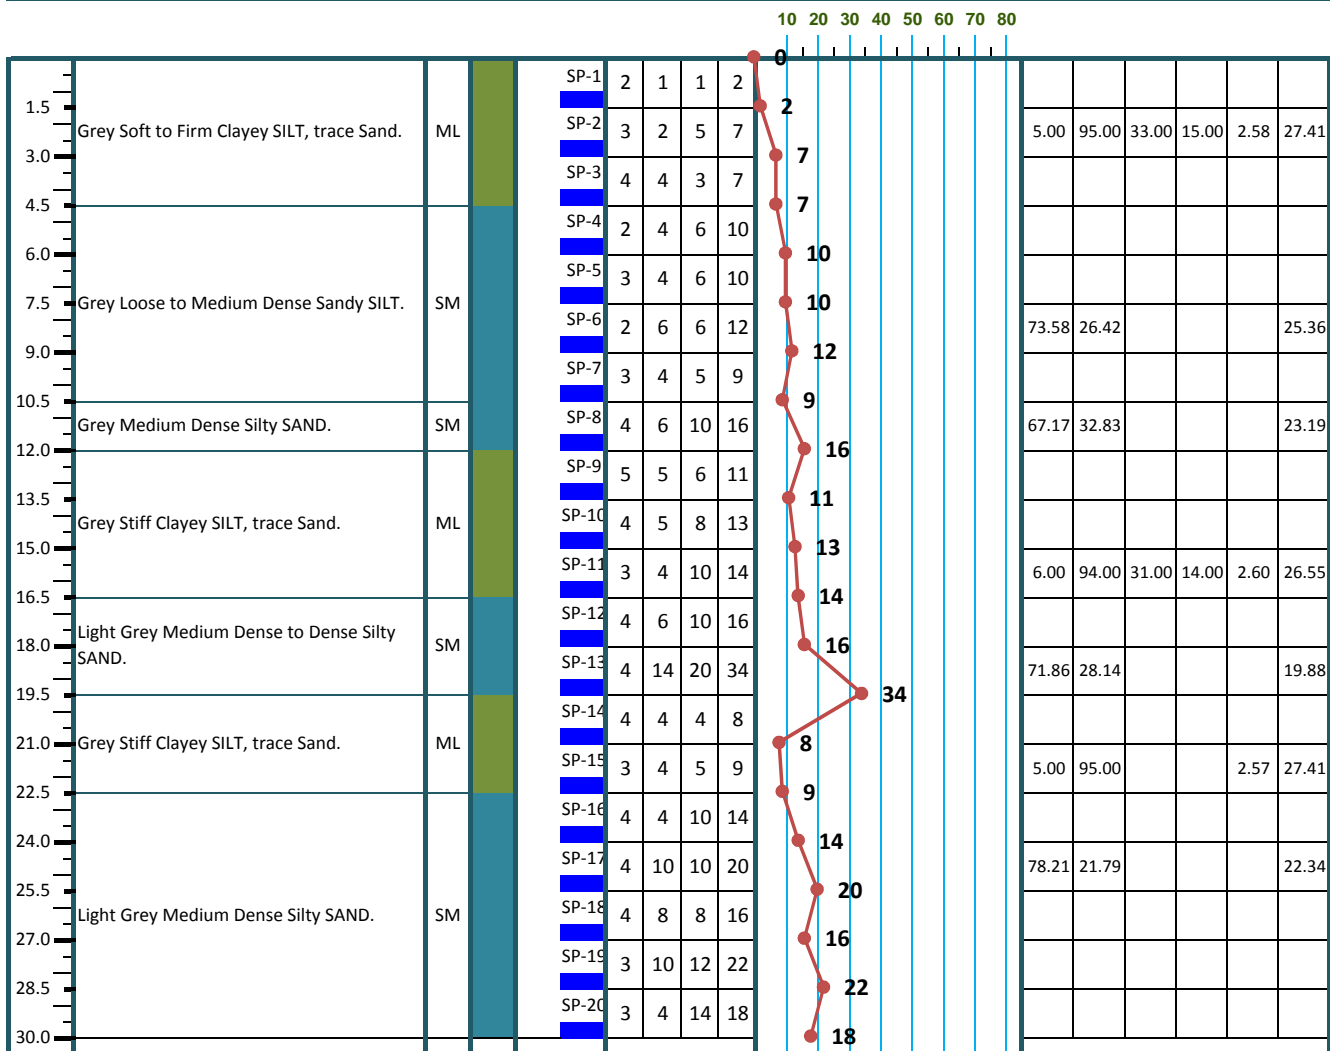 10 20 30 40 50 60 70 80
0
SP-1 2 1 1 2
1.5 2
Grey Soft to Firm Clayey SILT, trace Sand. ML SP-2 3 2 5 7 5.00 95.00 33.00 15.00 2.58 27.41
3.0 7
SP-3 4 4 3 7
4.5 7
SP-4 2 4 6 10
6.0 10
SP-5 3 4 6 10
7.5 Grey Loose to Medium Dense Sandy SILT. SM 10
SP-6 2 6 6 12 73.58 26.42 25.36
9.0 12
SP-7 3 4 5 9
10.5 9
Grey Medium Dense Silty SAND. SM SP-8 4 6 10 16 67.17 32.83 23.19
12.0 16
SP-9 5 5 6 11
13.5 11
Grey Stiff Clayey SILT, trace Sand. ML SP-10 4 5 8 13
15.0 13
SP-11 3 4 10 14 6.00 94.00 31.00 14.00 2.60 26.55
16.5 14
SP-12 4 6 10 16
Light Grey Medium Dense to Dense Silty
18.0 SM 16
SAND.
SP-13 4 14 20 34 71.86 28.14 19.88
19.5 34
SP-14 4 4 4 8
21.0 Grey Stiff Clayey SILT, trace Sand. ML 8
SP-15 3 4 5 9 5.00 95.00 2.57 27.41
22.5 9
SP-16 4 4 10 14
24.0 14
SP-17 4 10 10 20 78.21 21.79 22.34
25.5 20
Light Grey Medium Dense Silty SAND. SM SP-18 4 8 8 16
27.0 16
SP-19 3 10 12 22
28.5 22
SP-20 3 4 14 18
30.0 18